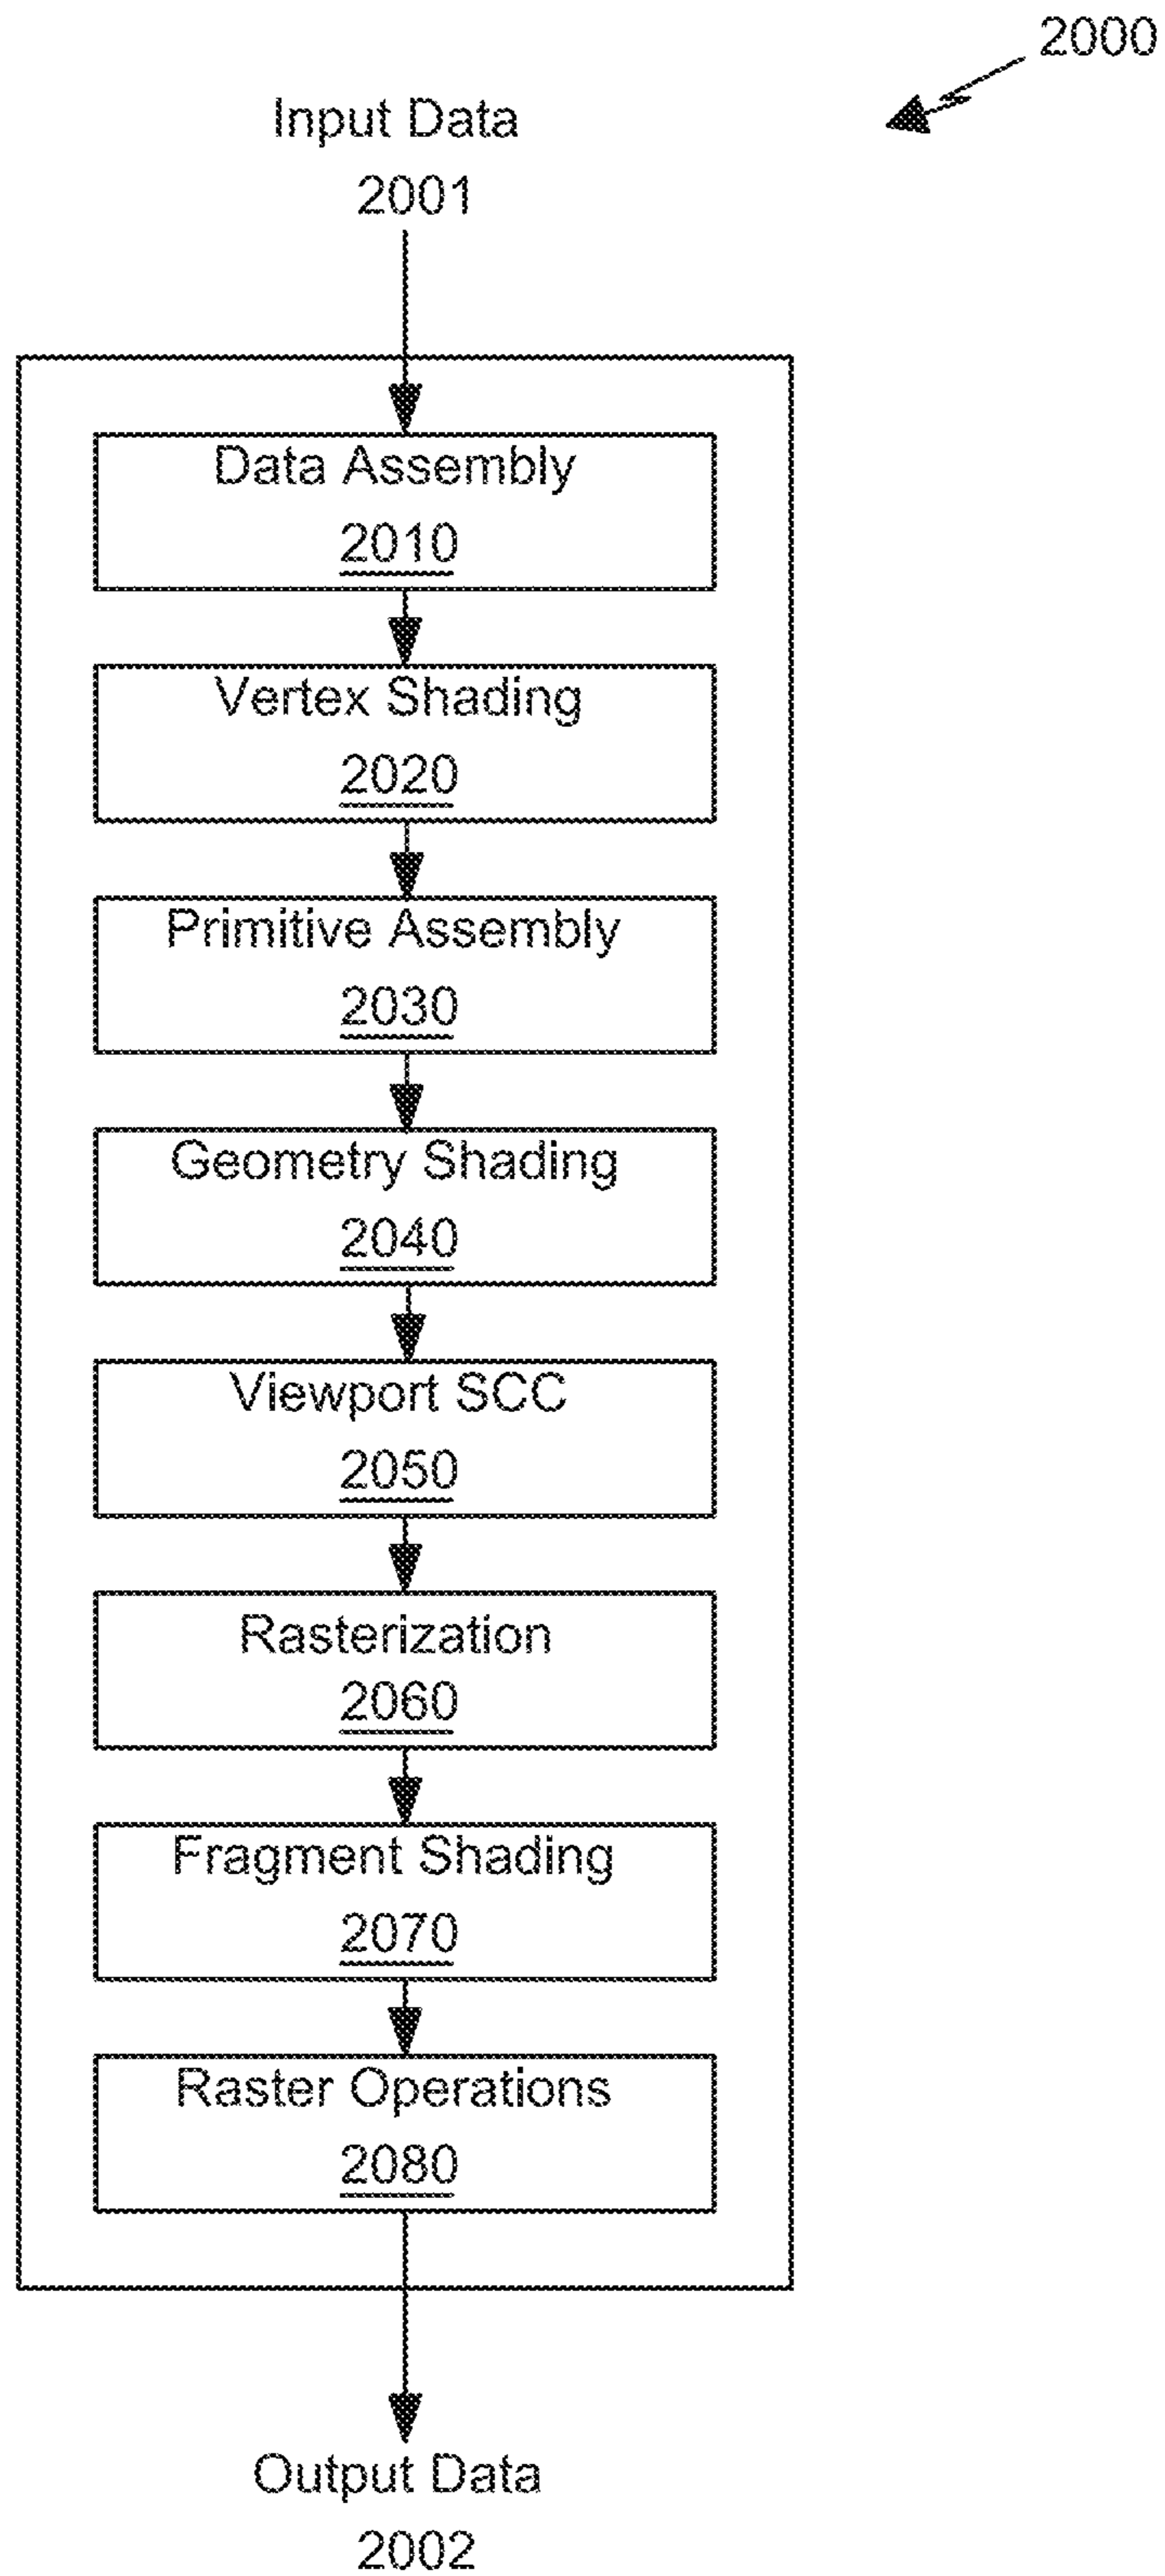 2000
Input Data
2001
Data Assembly
2010
Vertex Shading
2020
Primitive Assembly
2030
Geometry Shading
2040
Viewport SCC
2050
Rasterization
2060
Fragment Shading
2070
Raster Operations
2080
Output Data
2002